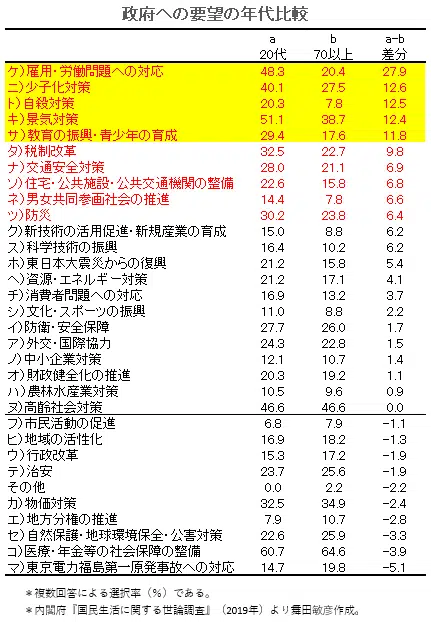 政府への要望の年代比較
a b a-b
20代 70以上 差分
ケ)雇用・労働問題への対応 48.3 20.4 27.9
ニ)少子化対策 40.1 27.5 12.6
ト)自殺対策 20.3 7.8 12.5
キ)景気対策 51.1 38.7 12.4
サ)教育の振興・青少年の育成 29.4 17.6 11.8
タ)税制改革 32.5 22.7 9.8
ナ)交通安全対策 28.0 21.1 6.9
ソ)住宅・公共施設・公共交通機関の整備 22.6 15.8 6.8
ネ)男女共同参画社会の推進 14.4 7.8 6.6
ツ)防災 30.2 23.8 6.4
ク)新技術の活用促進・新規産業の育成 15.0 8.8 6.2
ス)科学技術の振興 16.4 10.2 6.2
ホ)東日本大震災からの復興 21.2 15.8 5.4
ヘ)資源・エネルギー対策 21.2 17.1 4.1
チ)消費者問題への対応 16.9 13.2 3.7
シ)文化・スポーツの振興 11.0 8.8 2.2
イ)防衛・安全保障 27.7 26.0 1.7
ア)外交・国際協力 24.3 22.8 1.5
ノ)中小企業対策 12.1 10.7 1.4
オ)財政健全化の推進 20.3 19.2 1.1
ハ)農林水産業対策 10.5 9.6 0.9
ヌ)高齢社会対策 46.6 46.6 0.0
フ)市民活動の促進 6.8 7.9 -1.1
ヒ)地域の活性化 16.9 18.2 -1.3
ウ)行政改革 15.3 17.2 -1.9
テ)治安 23.7 25.6 -1.9
その他 0.0 2.2 -2.2
カ)物価対策 32.5 34.9 -2.4
エ)地方分権の推進 7.9 10.7 -2.8
セ)自然保護・地球環境保全・公害対策 22.6 25.9 -3.3
コ)医療・年金等の社会保障の整備 60.7 64.6 -3.9
マ)東京電力福島第一原発事故への対応 14.7 19.8 -5.1
＊複数回答による選択率（％）である。
＊内閣府『国民生活に関する世論調査』（2019年）より舞田敏彦作成。